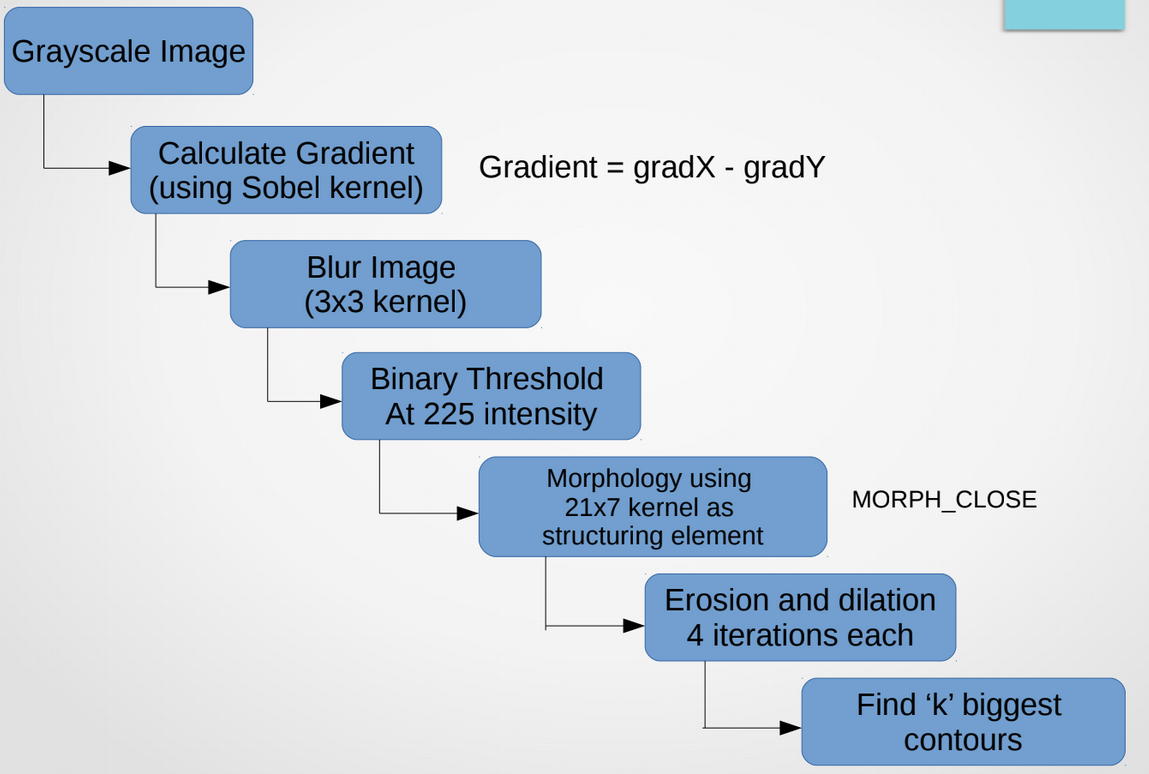 Grayscale Image
Calculate Gradient
(using Sobel kernel)
Gradient = gradX - gradY
Blur Image
(3x3 kernel)
Binary Threshold
At 225 intensity
Morphology using
21x7 kernel as
structuring element
MORPH_CLOSE
Erosion and dilation
4 iterations each
Find ‘k’ biggest
contours